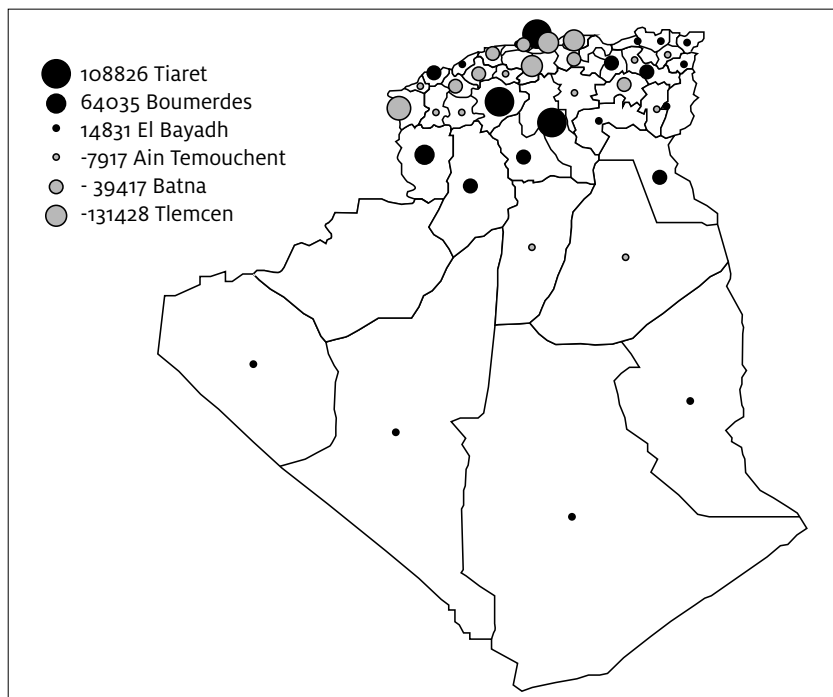 108826 Tiaret
64035 Boumerdes
14831 El Bayadh
-7917 Ain Temouchent
- 39417 Batna
-131428 Tlemcen